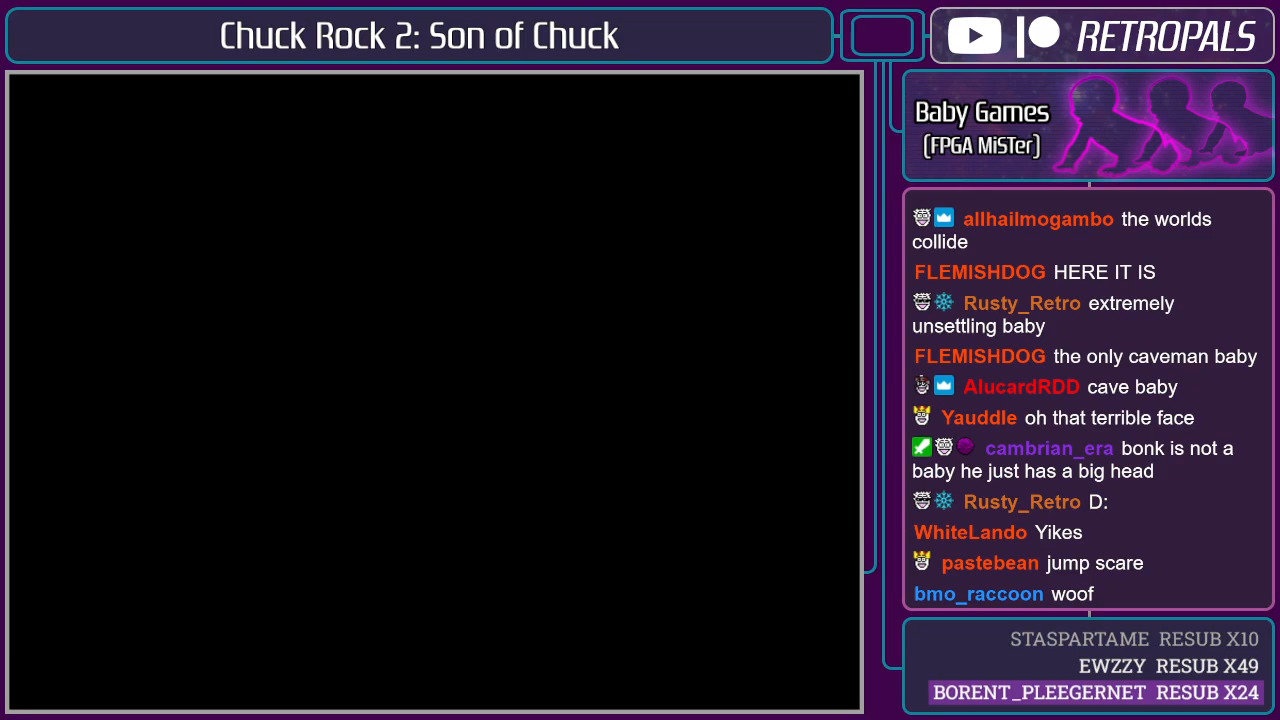 Chuck Rock 2: Son of Chuck
RETROPALS
Baby Games
(FPGA MiSTer)
allhailmogambo the worlds
collide
FLEMISHDOG HERE IT IS
Rusty_Retro extremely
unsettling baby
FLEMISHDOG the only caveman baby
AlucardRDD cave baby
Yauddle oh that terrible face
cambrian_era bonk is not a
baby he just has a big head
Rusty_Retro D:
WhiteLando Yikes
pastebean jump scare
bmo_raccoon woof
STASPARTAME RESUB X10
EWZZY RESUB X49
BORENT_PLEEGERNET RESUB X24